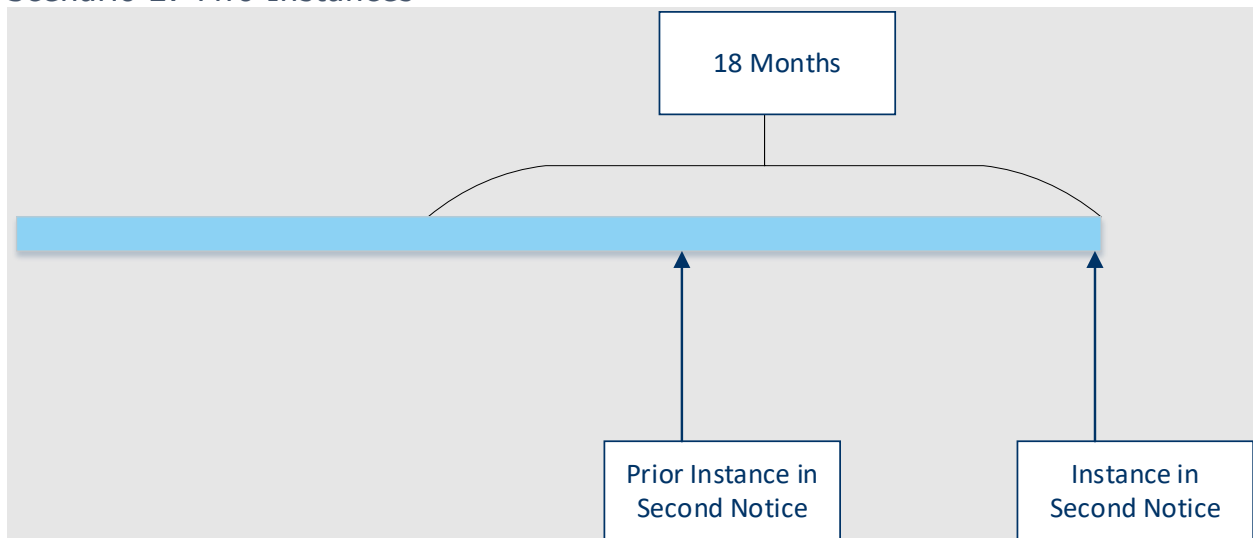 18 Months
Prior Instance in
Second Notice
Instance in
Second Notice